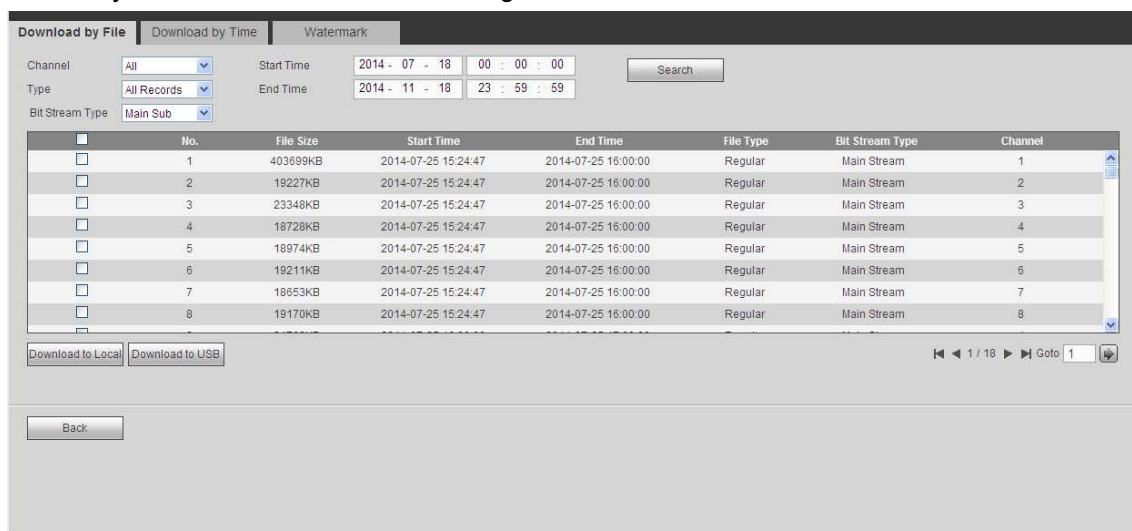 Download by File Download by Time Watermark
Channel All Start Time 2014 - 07 - 18 00 : 00 : 00 Search
Type All Records End Time 2014 - 11 - 18 23 : 59 : 59
Bit Stream Type Main Sub
No. File Size Start Time End Time File Type Bit Stream Type Channel
1 403699KB 2014-07-25 15:24:47 2014-07-25 16:00:00 Regular Main Stream 1
2 19227KB 2014-07-25 15:24:47 2014-07-25 16:00:00 Regular Main Stream 2
3 23348KB 2014-07-25 15:24:47 2014-07-25 16:00:00 Regular Main Stream 3
4 18728KB 2014-07-25 15:24:47 2014-07-25 16:00:00 Regular Main Stream 4
5 18974KB 2014-07-25 15:24:47 2014-07-25 16:00:00 Regular Main Stream 5
6 19211KB 2014-07-25 15:24:47 2014-07-25 16:00:00 Regular Main Stream 6
7 18653KB 2014-07-25 15:24:47 2014-07-25 16:00:00 Regular Main Stream 7
8 19170KB 2014-07-25 15:24:47 2014-07-25 16:00:00 Regular Main Stream 8
Download to Local Download to USB 1 / 18 Goto 1
Back